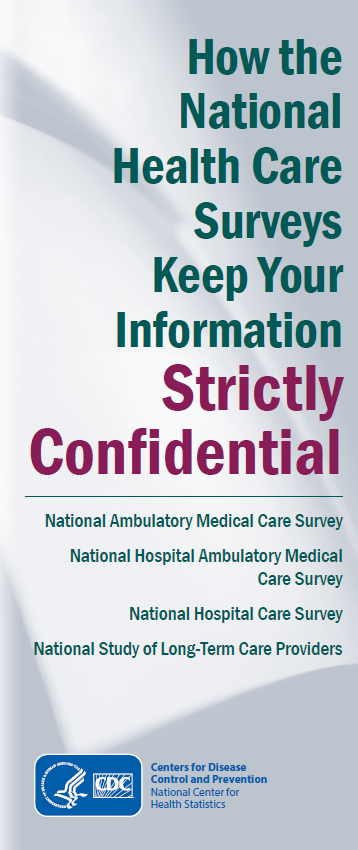 How the
National
Health Care
Surveys
Keep Your
Information
Strictly
Confidential
National Ambulatory Medical Care Survey
National Hospital Ambulatory Medical
Care Survey
National Hospital Care Survey
National Study of Long-Term Care Providers
CDC
Centers for Disease
Control and Prevention
National Center for
Health Statistics